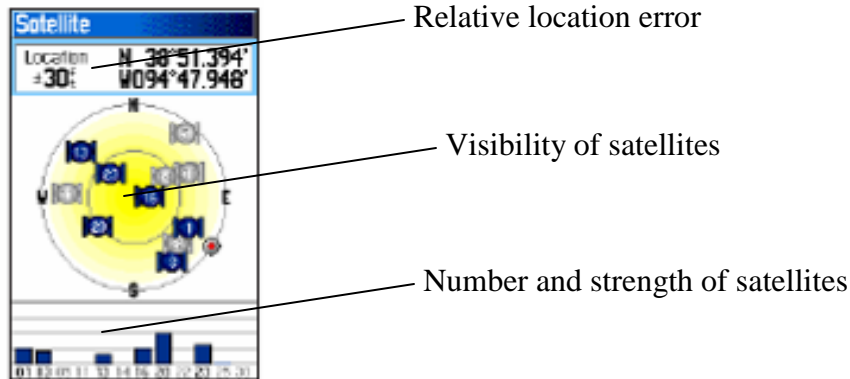 Satellite
Relative location error
Location
N 38°51.394'
±30ft
W094°47.948'
N
Visibility of satellites
W
E
S
Number and strength of satellites